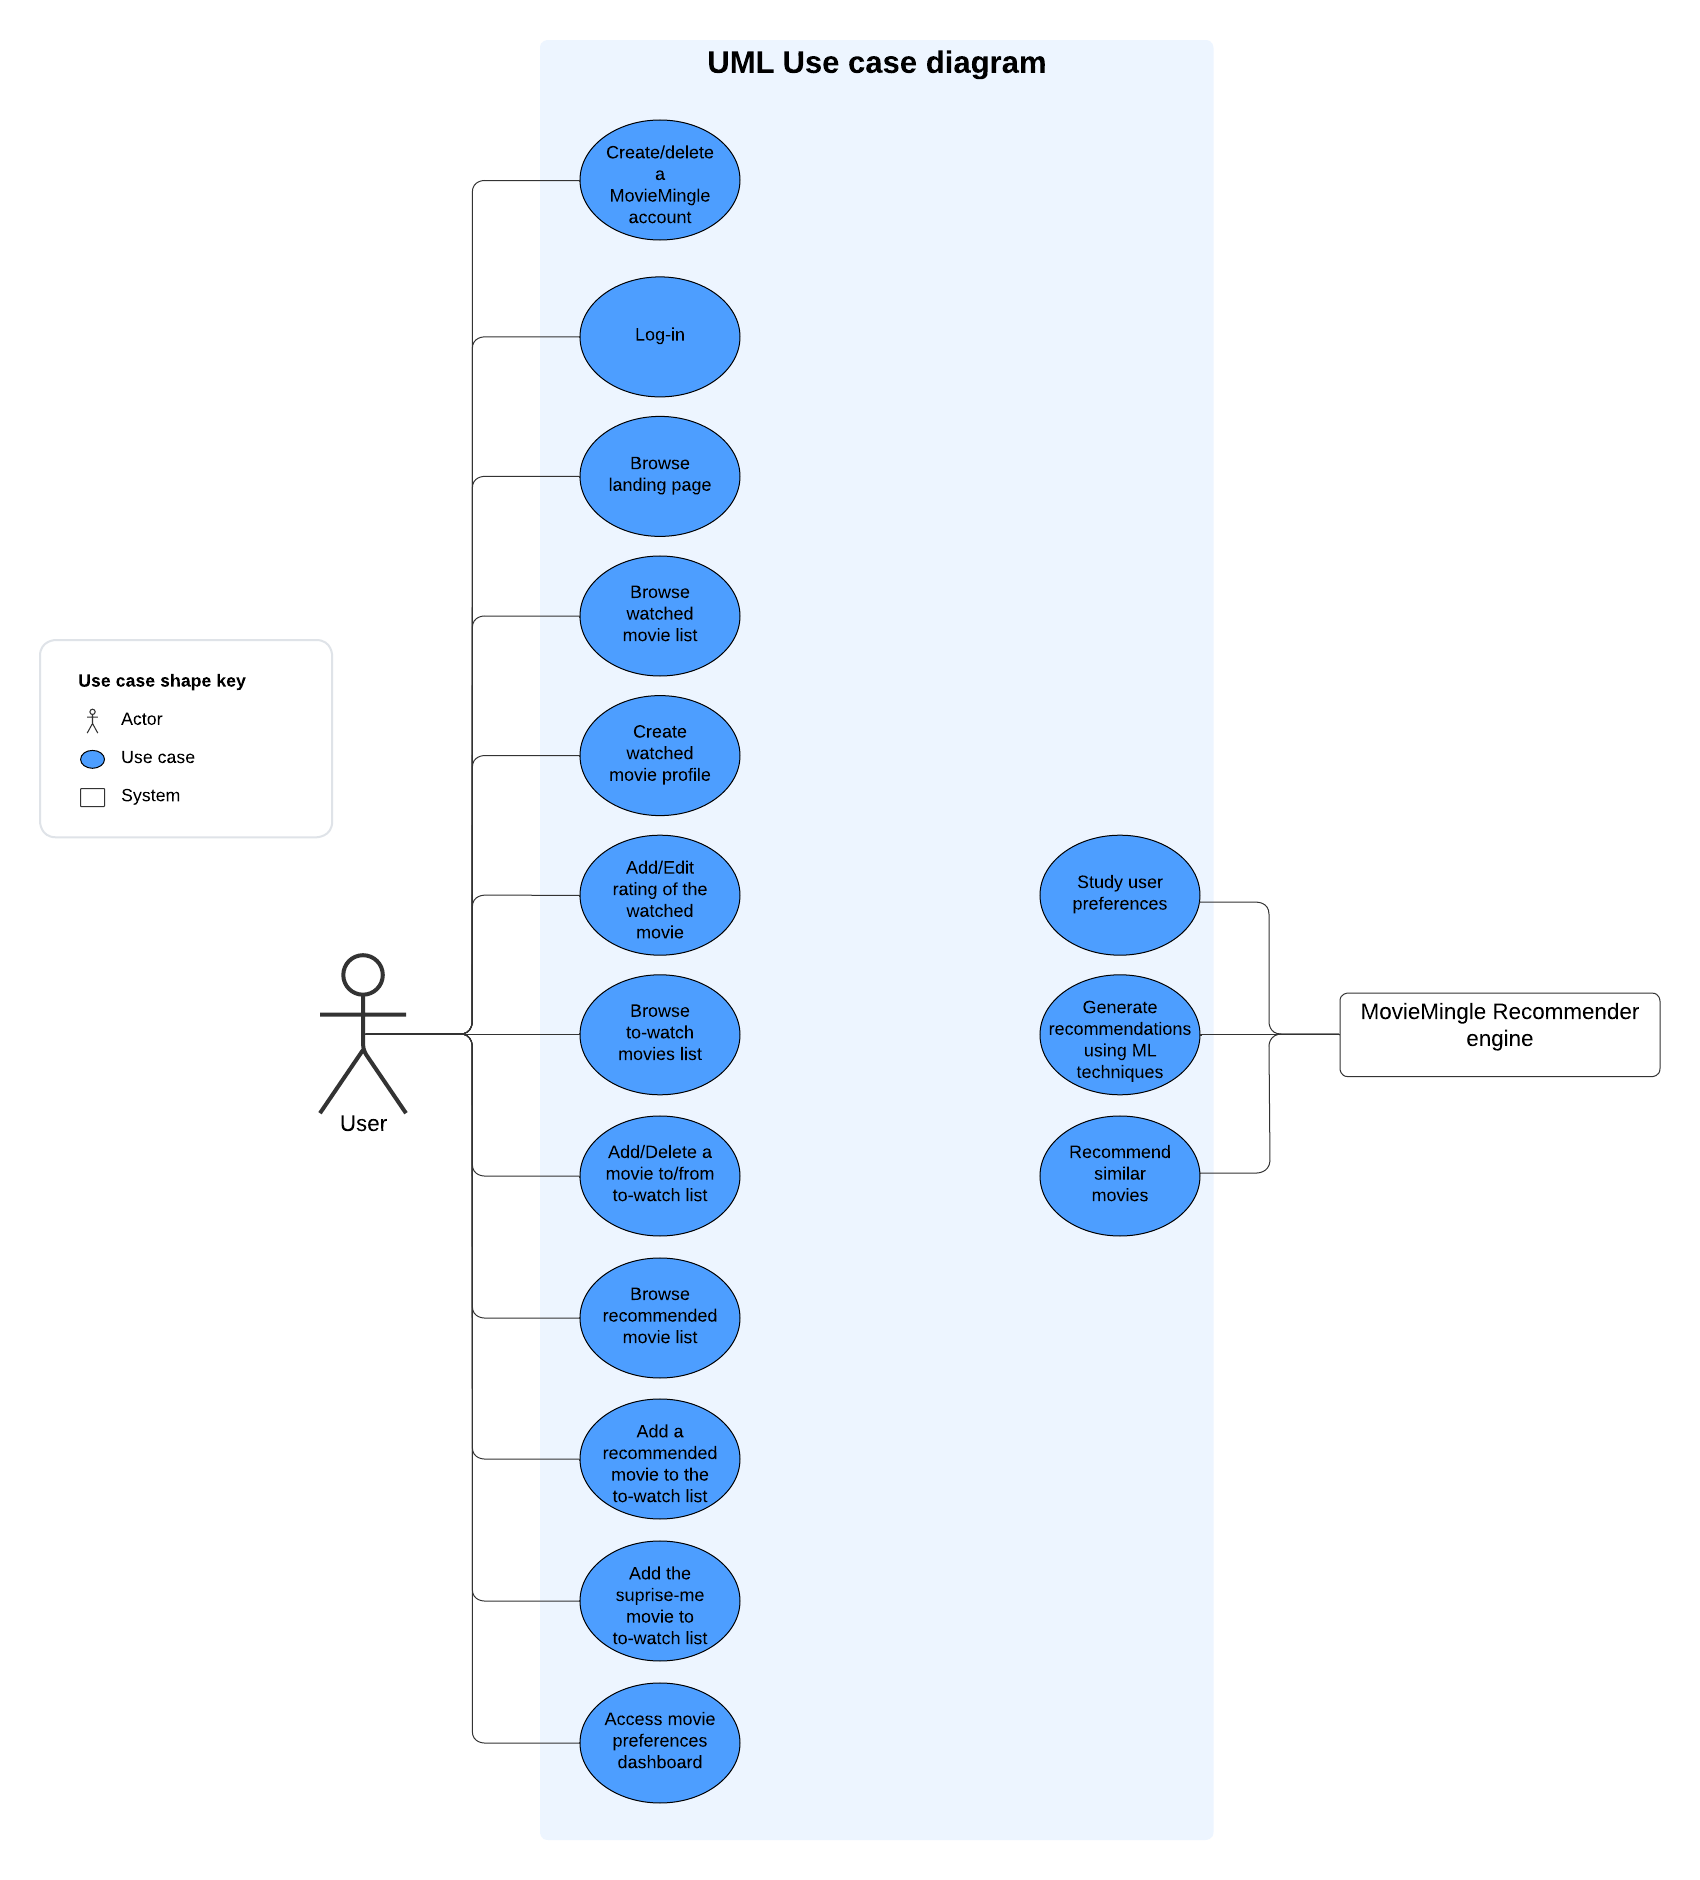 UML Use case diagram
Create/delete
a
MovieMingle
account
Log-in
Browse
landing page
Browse
watched
movie list
Use case shape key
Actor
Use case
System
Create
watched
movie profile
Add/Edit
rating of the
watched
movie
Study user
preferences
User
Browse
to-watch
movies list
Generate
recommendations
using ML
techniques
MovieMingle Recommender
engine
Add/Delete a
movie to/from
to-watch list
Recommend
similar
movies
Browse
recommended
movie list
Add a
recommended
movie to the
to-watch list
Add the
suprise-me
movie to
to-watch list
Access movie
preferences
dashboard